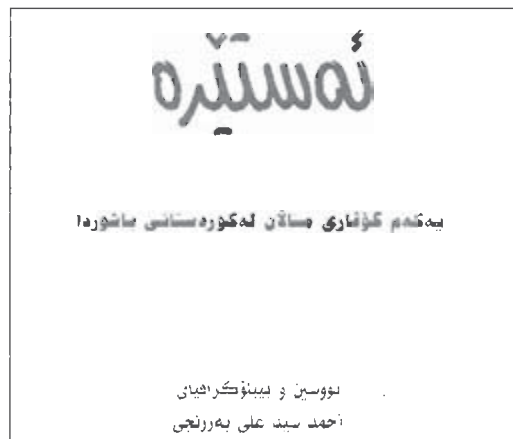 ئەستێرە
یەکەم گۆڤاری منداڵان لەکوردستانی باشوردا
نووسین و بیبلۆگرافیای
احمد سید علی بەرزنجی